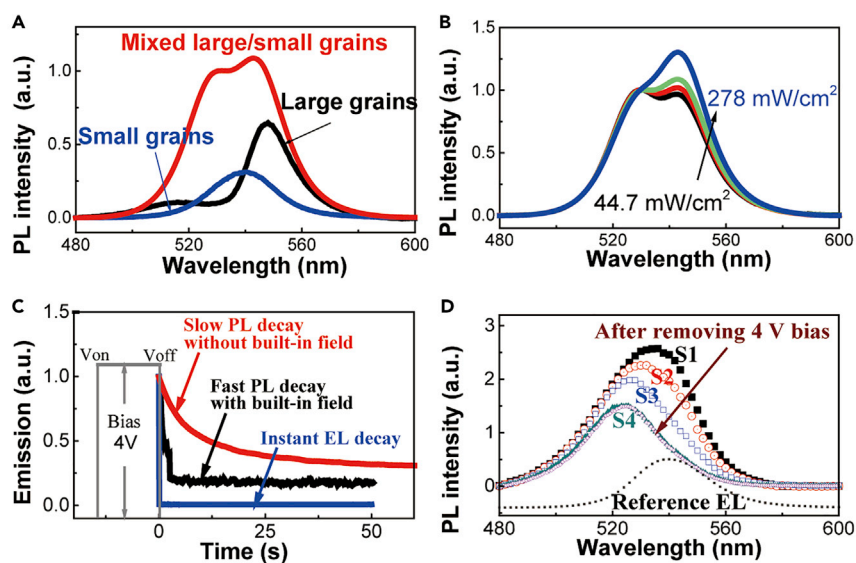 A
Mixed large/small grains
Large grains
Small grains
PL intensity (a.u.)
1.0
0.5
0.0
480 520 560 600
Wavelength (nm)
B
278 mW/cm²
44.7 mW/cm²
PL intensity (a.u.)
1.5
1.0
0.5
0.0
480 520 560 600
Wavelength (nm)
C
Von
Voff
Bias
4V
Slow PL decay
without built-in field
Fast PL decay
with built-in field
Instant EL decay
Emission (a.u.)
1.5
1.0
0.5
0.0
0 25 50
Time (s)
D
After removing 4 V bias
S1
S2
S3
S4
Reference EL
PL intensity (a.u.)
3
2
1
0
480 520 560 600
Wavelength (nm)